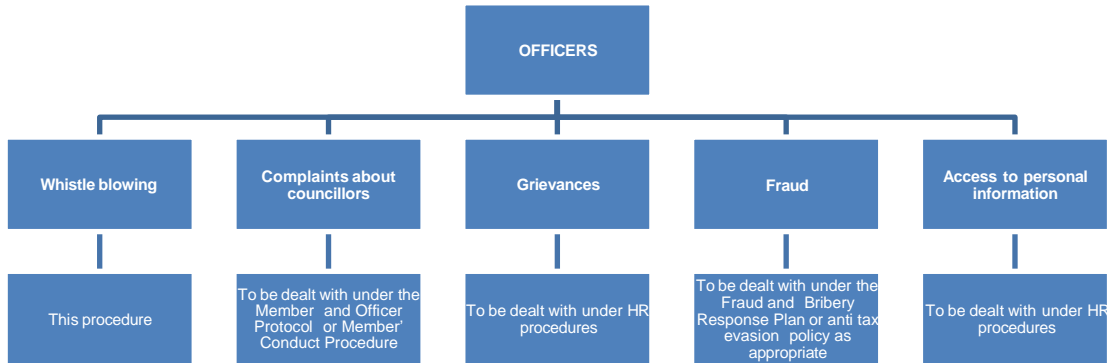 OFFICERS
Whistle blowing
Complaints about
councillors
Grievances
Fraud
Access to personal
information
This procedure
To be dealt with under the
Member and Officer
Protocol or Member’
Conduct Procedure
To be dealt with under HR
procedures
To be dealt with under the
Fraud and Bribery
Response Plan or anti tax
evasion policy as
appropriate
To be dealt with under HR
procedures